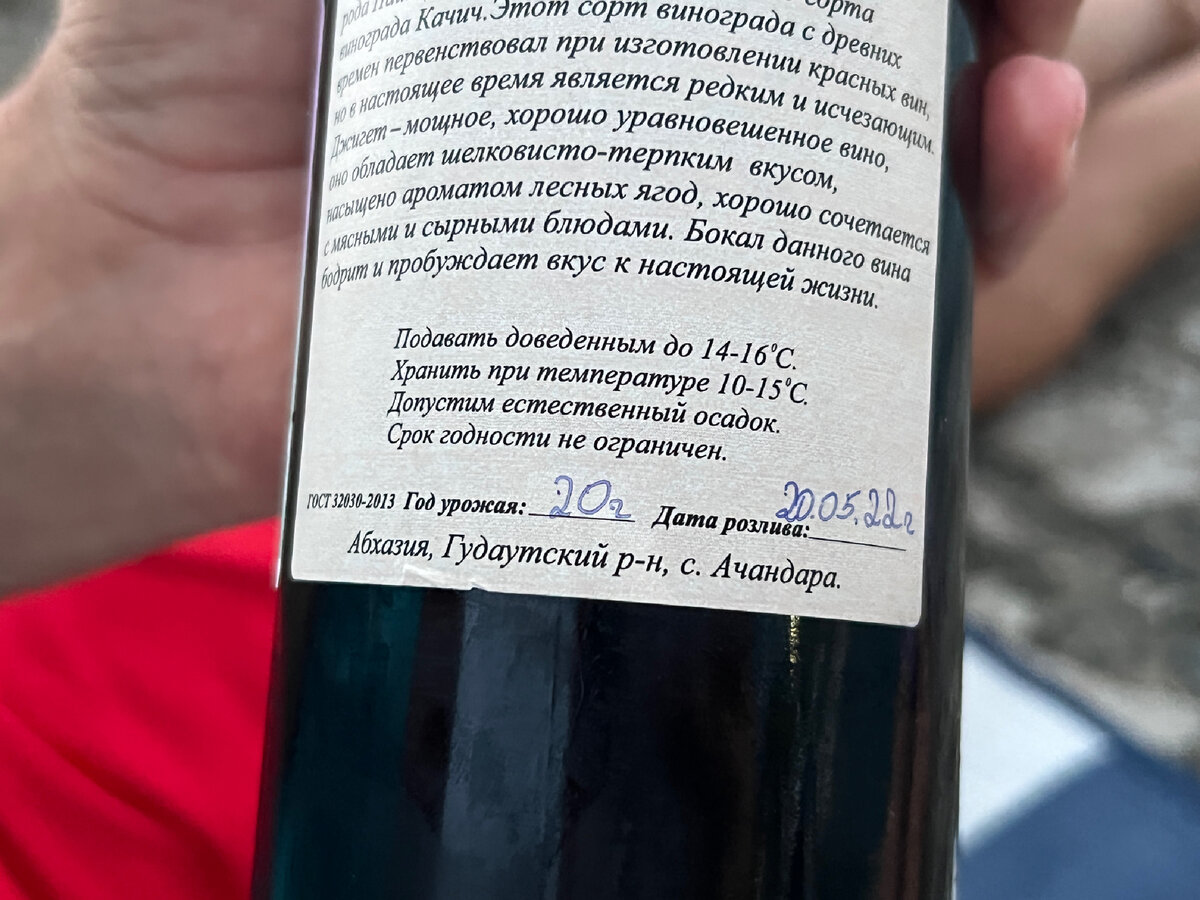 рода сорта
винограда Качич.Этот сорт винограда с древних
времен первенствовал при изготовлении красных вин,
но в настоящее время является редким и исчезающим.
Джигет – мощное, хорошо уравновешенное вино,
оно обладает шелковисто-терпким вкусом,
насыщено ароматом лесных ягод, хорошо сочетается
с мясными и сырными блюдами. Бокал данного вина
бодрит и пробуждает вкус к настоящей жизни.
Подавать доведенным до 14-16°С.
Хранить при температуре 10-15°С.
Допустим естественный осадок.
Срок годности не ограничен.
ГОСТ 32030-2013 Год урожая: 20г Дата розлива: 20.05.22г
Абхазия, Гудаутский р-н, с. Ачандара.